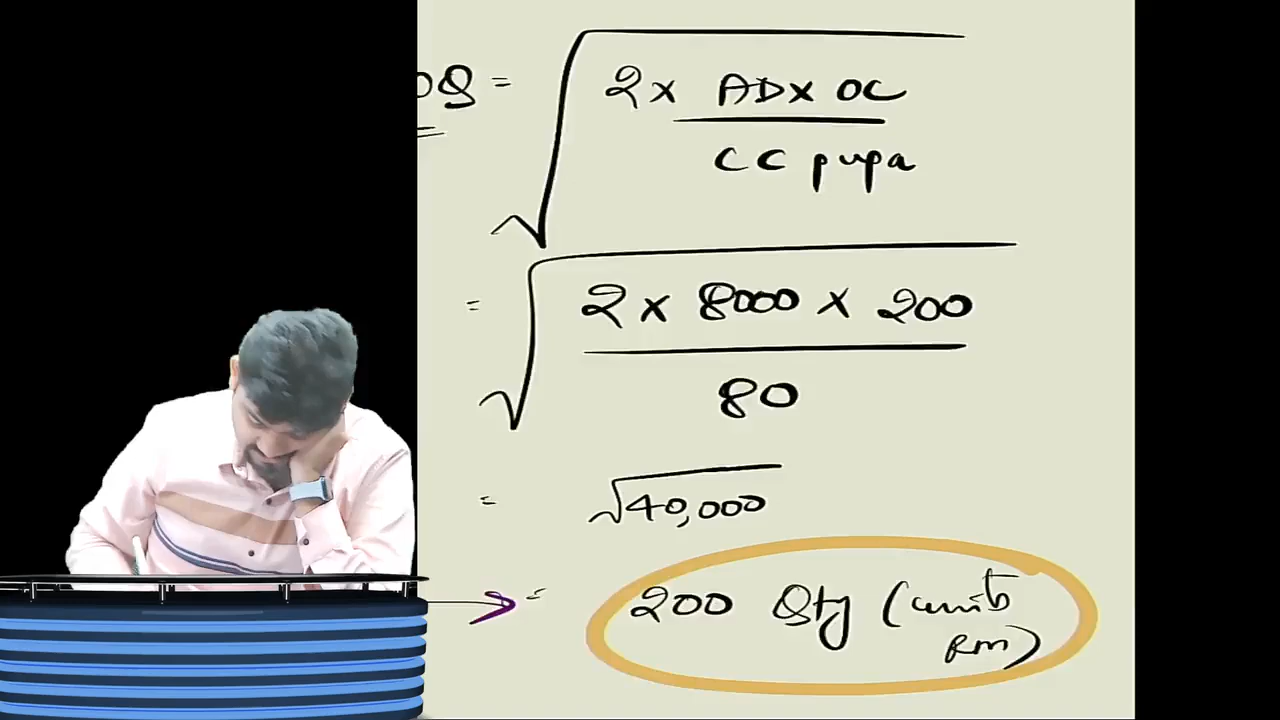 OQ = √ 2 × AD × OC
CC pupa
= √ 2 × 8000 × 200
80
= √40,000
= 200 Qty (units
RM)